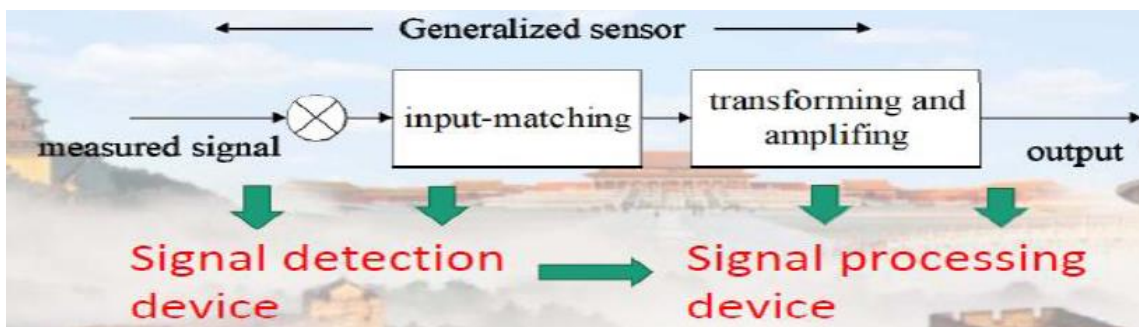 Generalized sensor
measured signal
input-matching
transforming and
amplifing
output
Signal detection
device
Signal processing
device